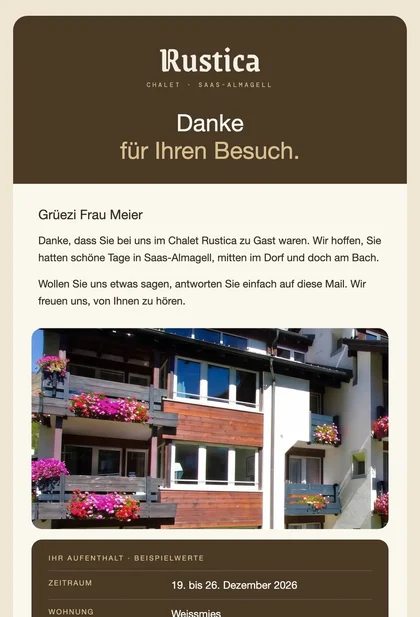 Rustica
CHALET · SAAS-ALMAGELL
Danke
für Ihren Besuch.
Grüezi Frau Meier
Danke, dass Sie bei uns im Chalet Rustica zu Gast waren. Wir hoffen, Sie
hatten schöne Tage in Saas-Almagell, mitten im Dorf und doch am Bach.
Wollen Sie uns etwas sagen, antworten Sie einfach auf diese Mail. Wir
freuen uns, von Ihnen zu hören.
IHR AUFENTHALT · BEISPIELWERTE
ZEITRAUM 19. bis 26. Dezember 2026
WOHNUNG Weissmies